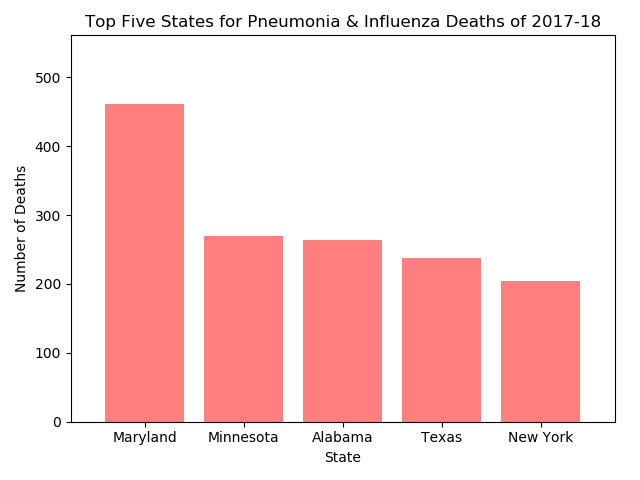 Top Five States for Pneumonia & Influenza Deaths of 2017-18
Number of Deaths
500
400
300
200
100
0
Maryland Minnesota Alabama Texas New York
State